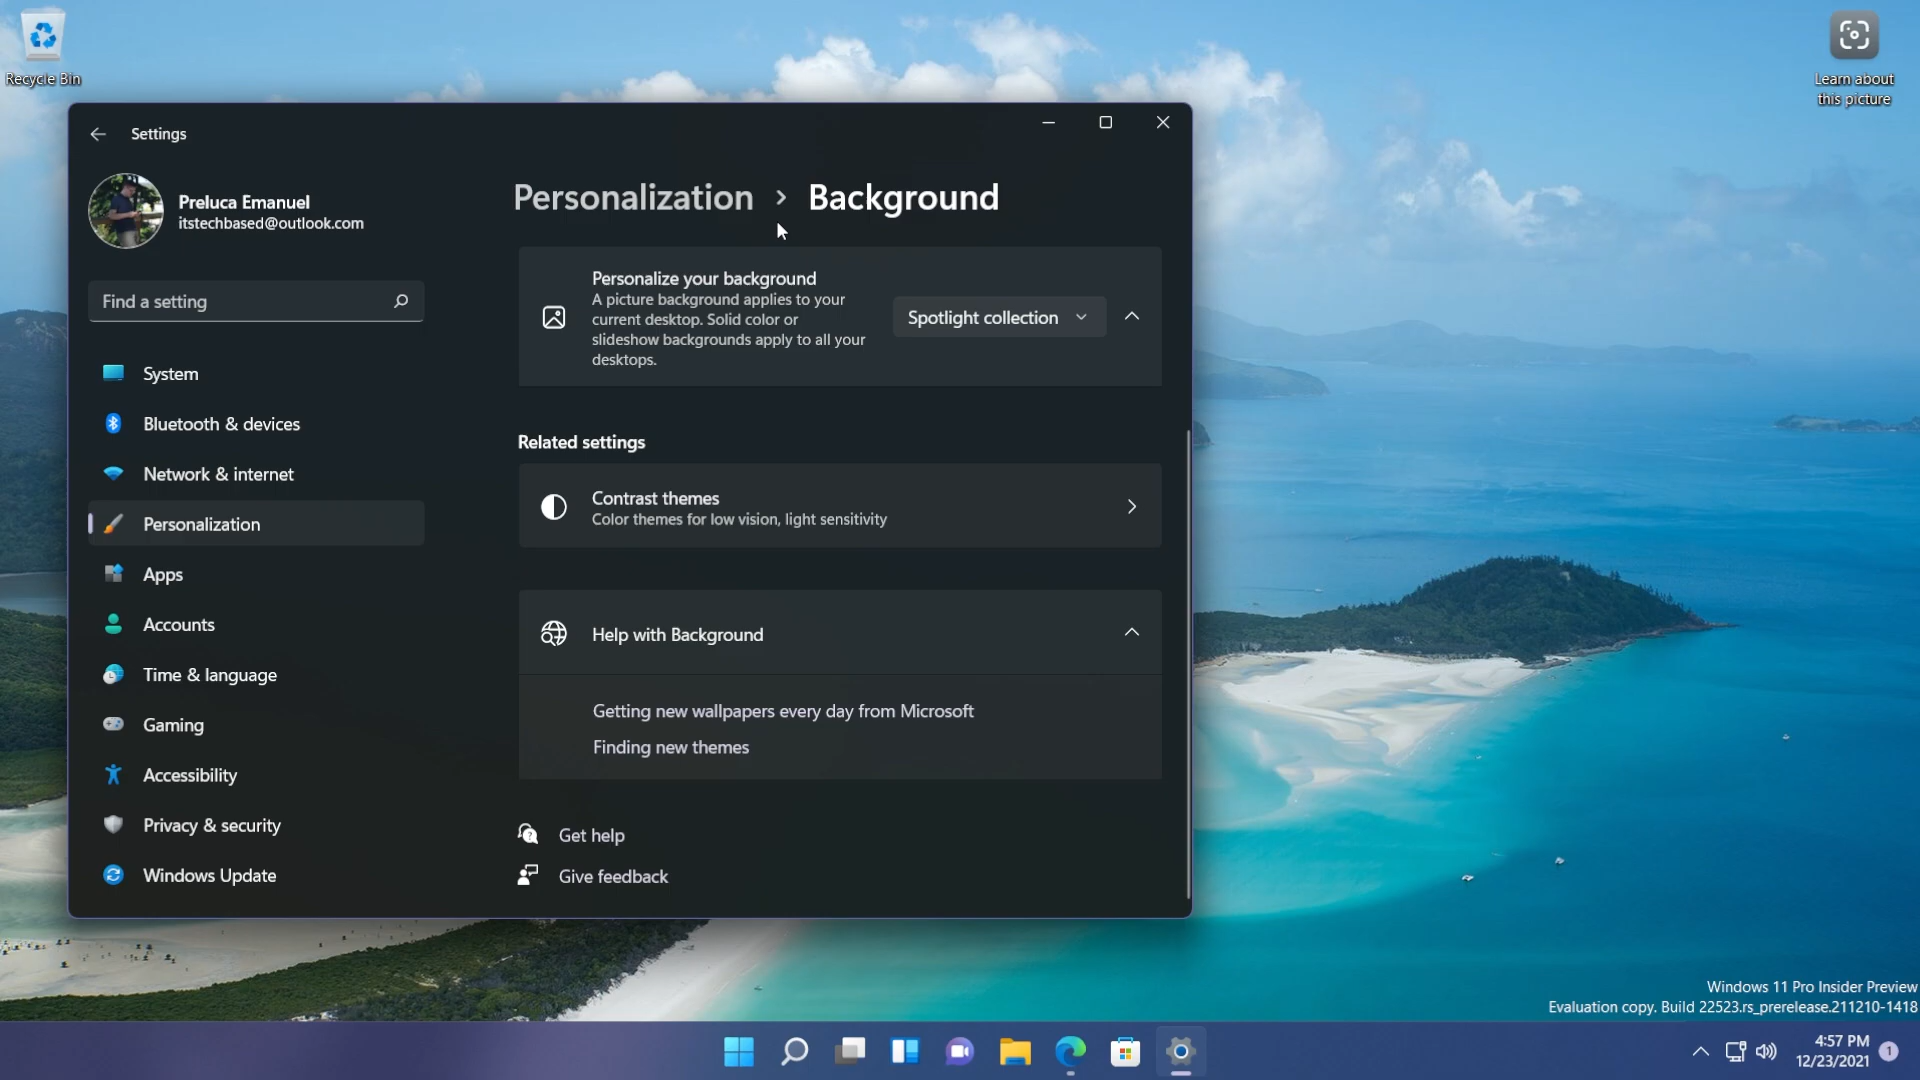 Recycle Bin
Learn about
this picture
Settings
Preluca Emanuel
itstechbased@outlook.com
Find a setting
System
Bluetooth & devices
Network & internet
Personalization
Apps
Accounts
Time & language
Gaming
Accessibility
Privacy & security
Windows Update
Personalization > Background
Personalize your background
A picture background applies to your
current desktop. Solid color or
slideshow backgrounds apply to all your
desktops.
Spotlight collection
Related settings
Contrast themes
Color themes for low vision, light sensitivity
Help with Background
Getting new wallpapers every day from Microsoft
Finding new themes
Get help
Give feedback
Windows 11 Pro Insider Preview
Evaluation copy. Build 22523.rs_prerelease.211210-1418
4:57 PM
12/23/2021
1